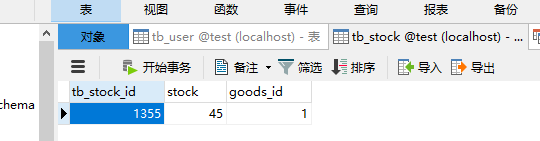 表 视图 函数 事件 查询 报表 备份
对象 tb_user @test (localhost) - 表 tb_stock @test (localhost) - ...
开始事务 备注 筛选 排序 导入 导出
tb_stock_id stock goods_id
chema
1355 45 1